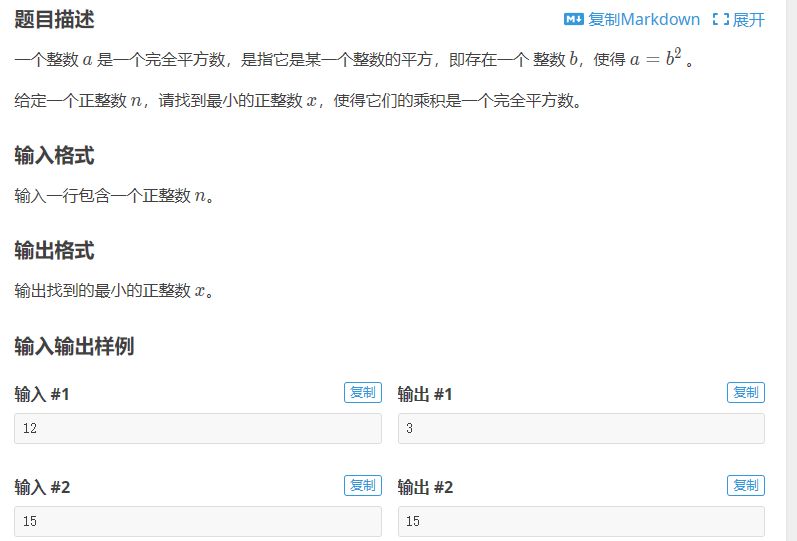 题目描述 复制Markdown 展开
一个整数 a 是一个完全平方数，是指它是某一个整数的平方，即存在一个 整数 b，使得 a = b² 。
给定一个正整数 n，请找到最小的正整数 x，使得它们的乘积是一个完全平方数。
输入格式
输入一行包含一个正整数 n。
输出格式
输出找到的最小的正整数 x。
输入输出样例
输入 #1 复制 输出 #1 复制
12 3
输入 #2 复制 输出 #2 复制
15 15